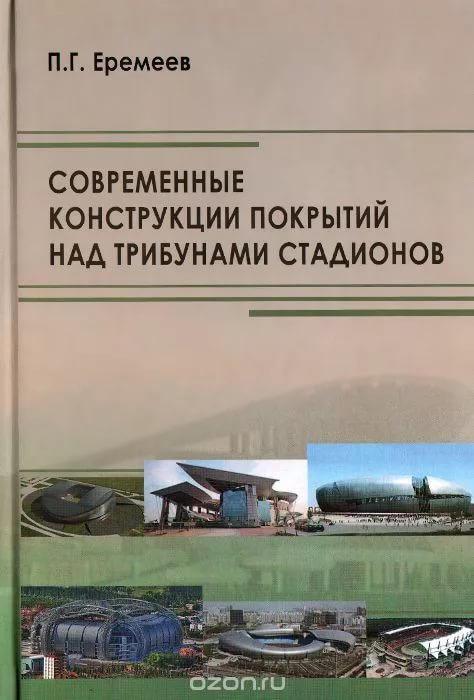 П.Г. Еремеев
СОВРЕМЕННЫЕ
КОНСТРУКЦИИ ПОКРЫТИЙ
НАД ТРИБУНАМИ СТАДИОНОВ
ozon.ru